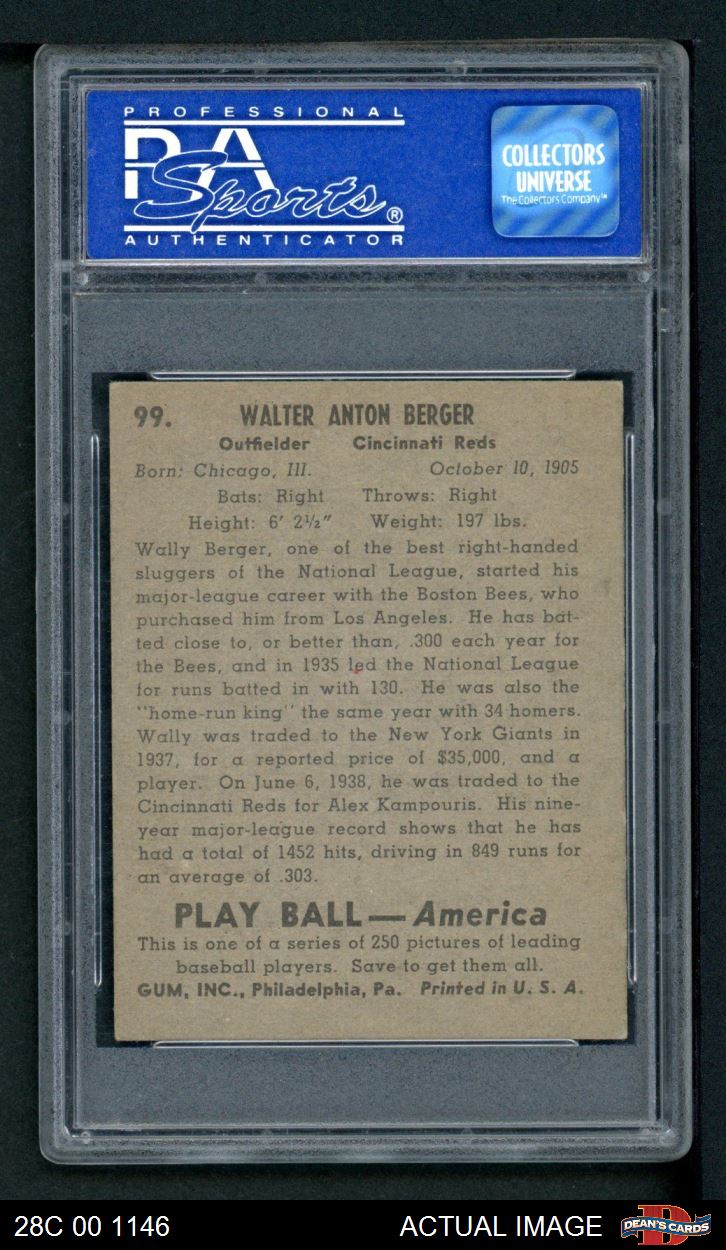 PROFESSIONAL
PSA
Sports®
AUTHENTICATOR
COLLECTORS
UNIVERSE
The Collectors Company™
99. WALTER ANTON BERGER
Outfielder Cincinnati Reds
Born: Chicago, Ill. October 10, 1905
Bats: Right Throws: Right
Height: 6' 2½" Weight: 197 lbs.
Wally Berger, one of the best right-handed
sluggers of the National League, started his
major-league career with the Boston Bees, who
purchased him from Los Angeles. He has bat-
ted close to, or better than, .300 each year for
the Bees, and in 1935 led the National League
for runs batted in with 130. He was also the
"home-run king" the same year with 34 homers.
Wally was traded to the New York Giants in
1937, for a reported price of $35,000, and a
player. On June 6, 1938, he was traded to the
Cincinnati Reds for Alex Kampouris. His nine-
year major-league record shows that he has
had a total of 1452 hits, driving in 849 runs for
an average of .303.
PLAY BALL—America
This is one of a series of 250 pictures of leading
baseball players. Save to get them all.
GUM, INC., Philadelphia, Pa. Printed in U. S. A.
28C 00 1146 ACTUAL IMAGE DEAN'S CARDS